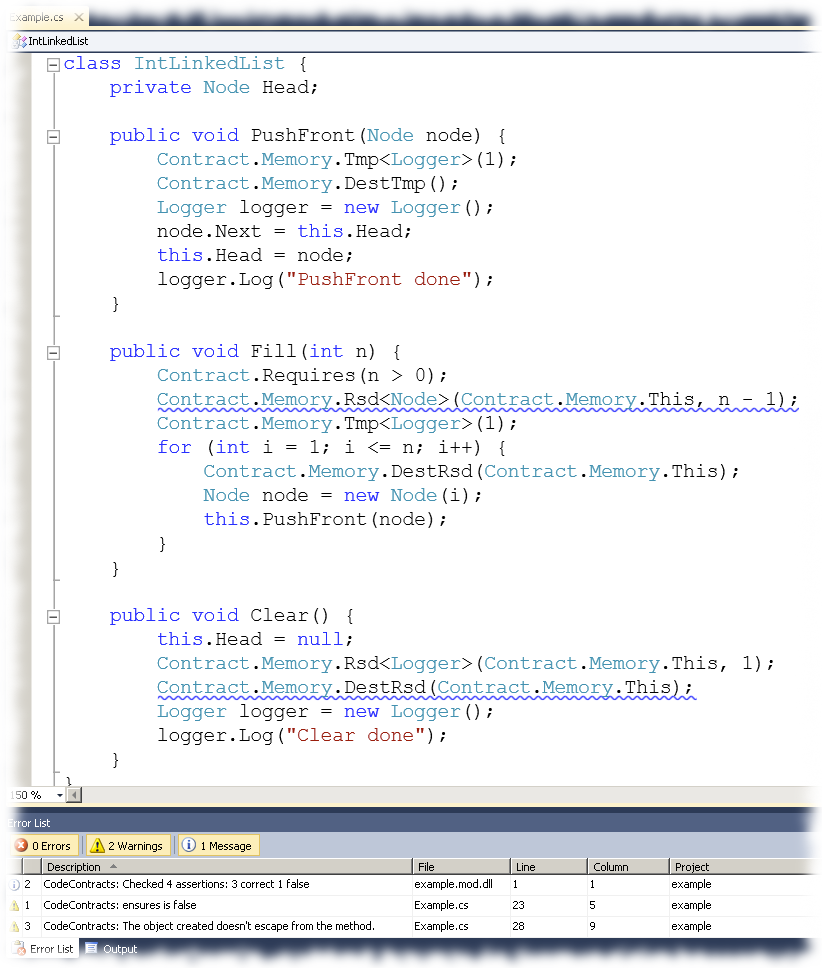 Example.cs
IntLinkedList
class IntLinkedList {
private Node Head;
public void PushFront(Node node) {
Contract.Memory.Tmp<Logger>(1);
Contract.Memory.DestTmp();
Logger logger = new Logger();
node.Next = this.Head;
this.Head = node;
logger.Log("PushFront done");
}
public void Fill(int n) {
Contract.Requires(n > 0);
Contract.Memory.Rsd<Node>(Contract.Memory.This, n - 1);
Contract.Memory.Tmp<Logger>(1);
for (int i = 1; i <= n; i++) {
Contract.Memory.DestRsd(Contract.Memory.This);
Node node = new Node(i);
this.PushFront(node);
}
}
public void Clear() {
this.Head = null;
Contract.Memory.Rsd<Logger>(Contract.Memory.This, 1);
Contract.Memory.DestRsd(Contract.Memory.This);
Logger logger = new Logger();
logger.Log("Clear done");
}
}
150 %
Error List
0 Errors 2 Warnings 1 Message
Description File Line Column Project
2 CodeContracts: Checked 4 assertions: 3 correct 1 false example.mod.dll 1 1 example
1 CodeContracts: ensures is false Example.cs 23 5 example
3 CodeContracts: The object created doesn't escape from the method. Example.cs 28 9 example
Error List Output